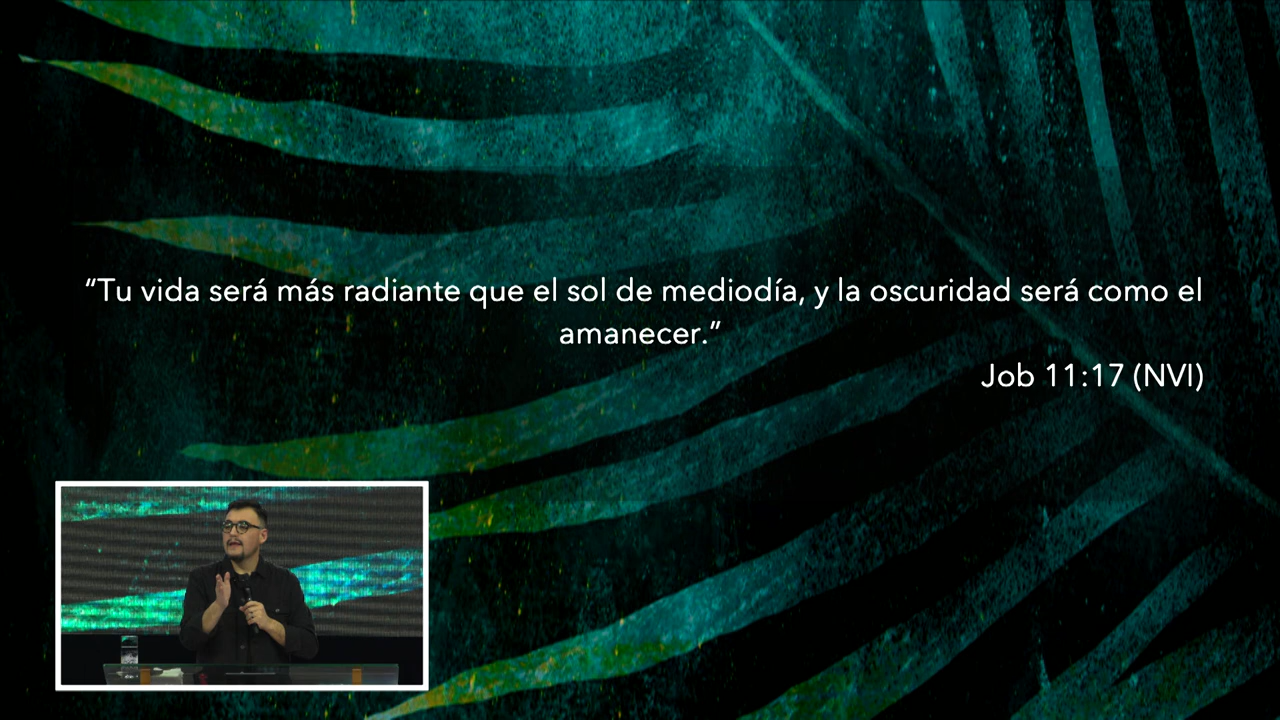 “Tu vida será más radiante que el sol de mediodía, y la oscuridad será como el
amanecer.”
Job 11:17 (NVI)